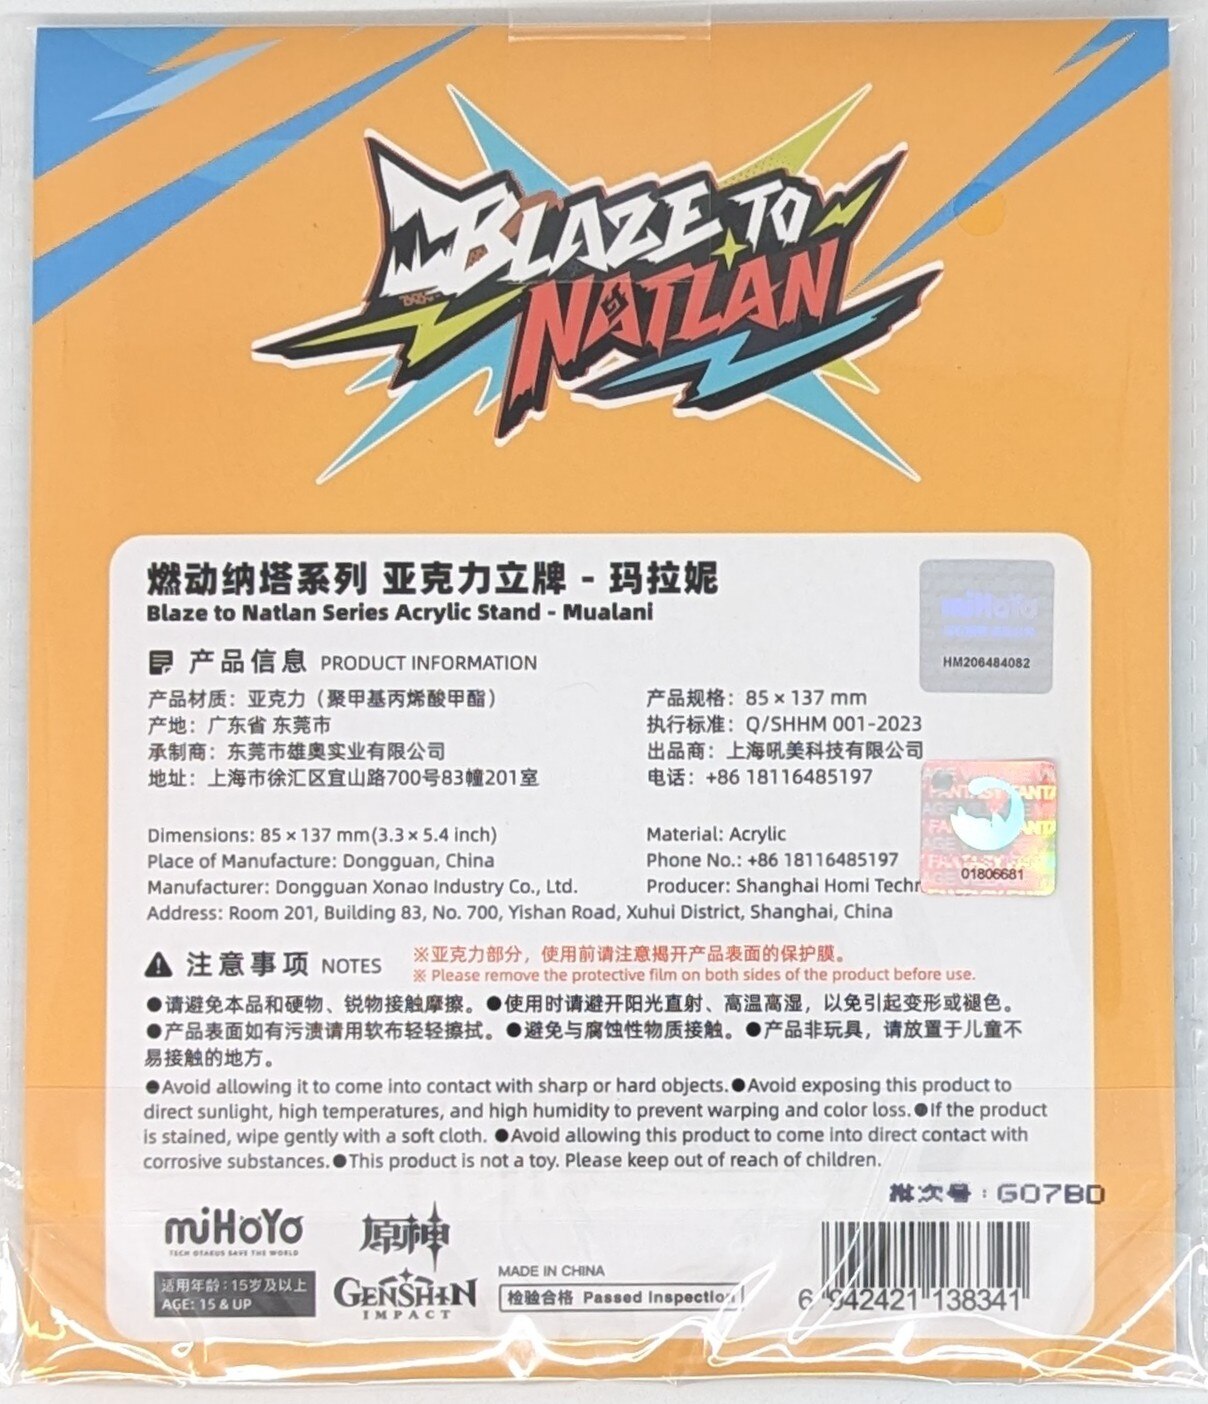 BLAZE TO
NATLAN
燃动纳塔系列 亚克力立牌 - 玛拉妮
Blaze to Natlan Series Acrylic Stand - Mualani
miHoYo
HM206484082
产品信息 PRODUCT INFORMATION
产品材质：亚克力（聚甲基丙烯酸甲酯）
产品规格：85 × 137 mm
产地：广东省 东莞市
执行标准：Q/SHHM 001-2023
承制商：东莞市雄奥实业有限公司
出品商：上海吼美科技有限公司
地址：上海市徐汇区宜山路700号83幢201室
电话：+86 18116485197
01806681
Dimensions: 85 × 137 mm(3.3 × 5.4 inch)
Material: Acrylic
Place of Manufacture: Dongguan, China
Phone No.: +86 18116485197
Manufacturer: Dongguan Xonao Industry Co., Ltd.
Producer: Shanghai Homi
Address: Room 201, Building 83, No. 700, Yishan Road, Xuhui District, Shanghai, China
注意事项 NOTES
※亚克力部分，使用前请注意揭开产品表面的保护膜。
※ Please remove the protective film on both sides of the product before use.
●请避免本品和硬物、锐物接触摩擦。●使用时请避开阳光直射、高温高湿，以免引起变形或褪色。
●产品表面如有污渍请用软布轻轻擦拭。●避免与腐蚀性物质接触。●产品非玩具，请放置于儿童不
易接触的地方。
●Avoid allowing it to come into contact with sharp or hard objects.●Avoid exposing this product to
direct sunlight, high temperatures, and high humidity to prevent warping and color loss.●If the product
is stained, wipe gently with a soft cloth. ●Avoid allowing this product to come into direct contact with
corrosive substances.●This product is not a toy. Please keep out of reach of children.
批次号：G07BD
miHoYo
TECH OTAKUS SAVE THE WORLD
适用年龄：15岁及以上
AGE: 15 & UP
原神
GENSHIN
IMPACT
MADE IN CHINA
检验合格 Passed Inspection
6 942421 138341